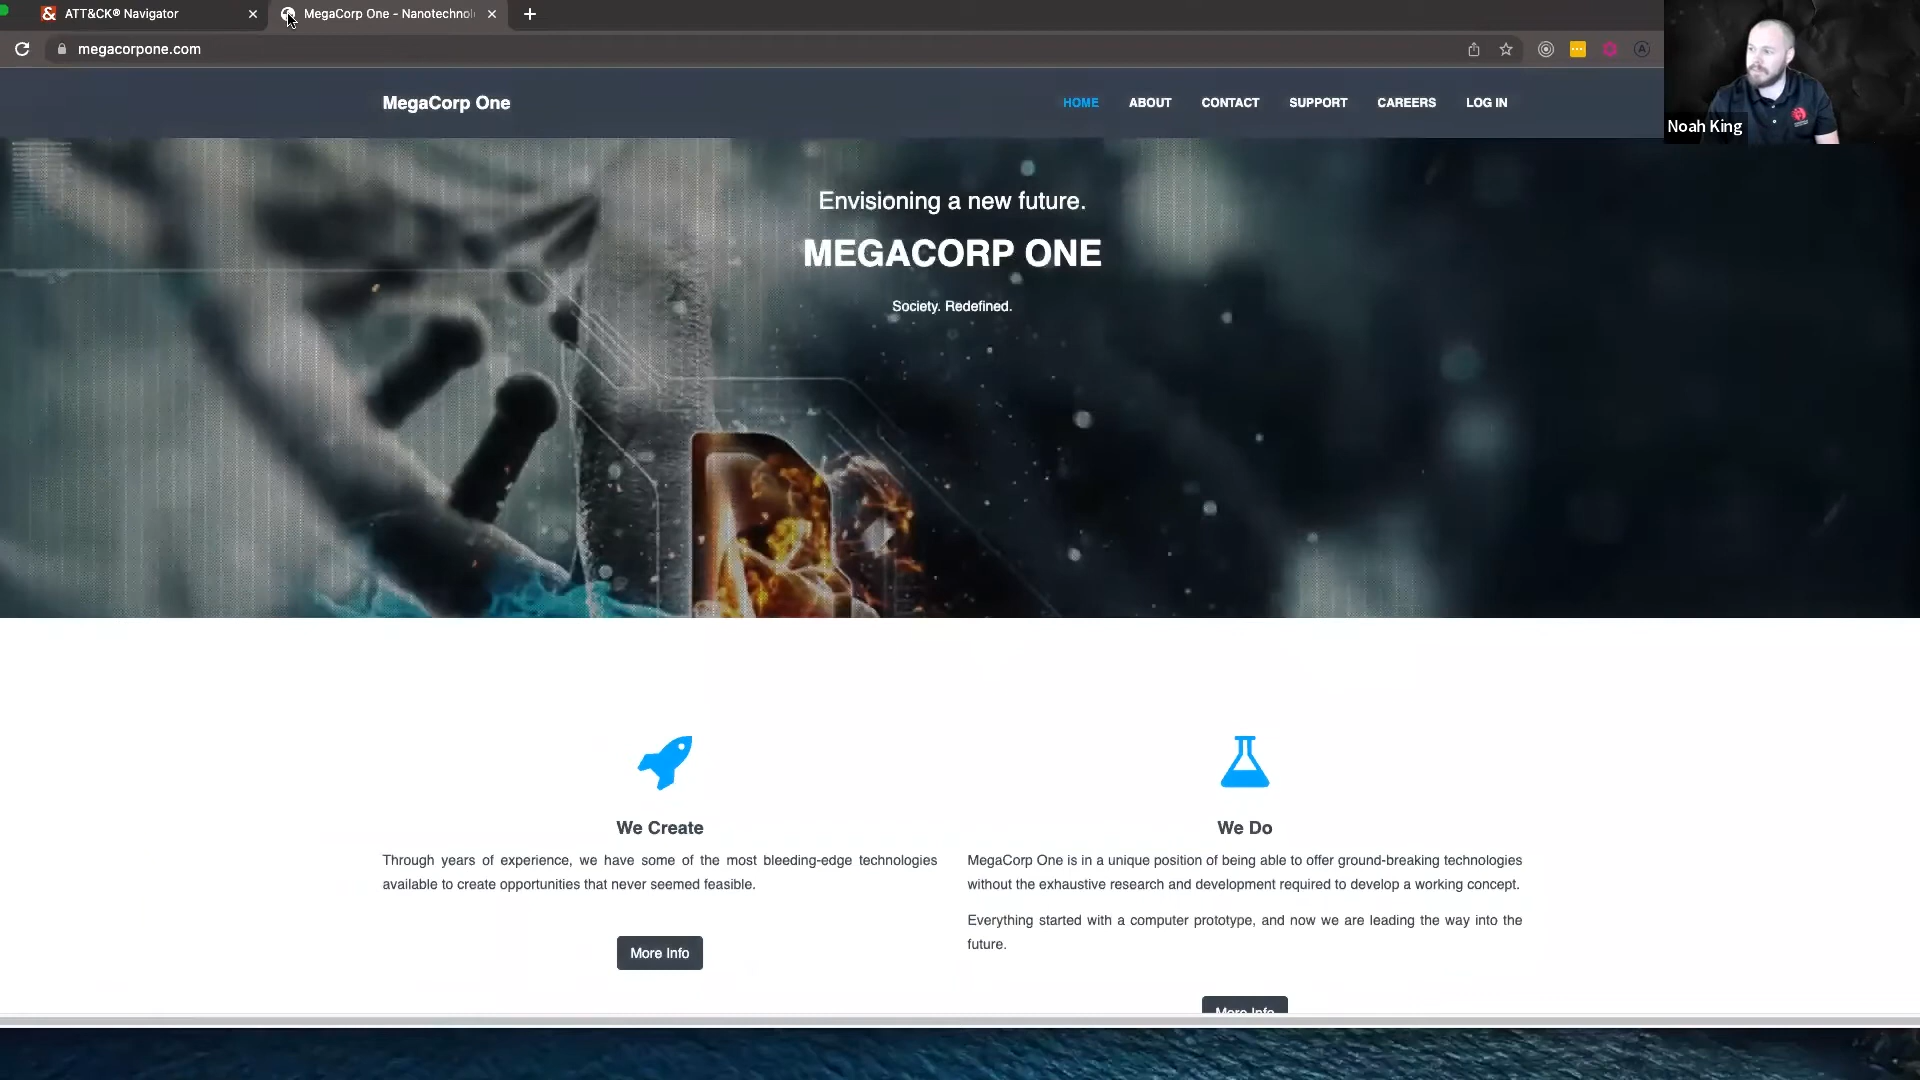 ATT&CK® Navigator
MegaCorp One - Nanotechnol
megacorpone.com
MegaCorp One
HOME ABOUT CONTACT SUPPORT CAREERS LOG IN
Noah King
Envisioning a new future.
MEGACORP ONE
Society. Redefined.
We Create
Through years of experience, we have some of the most bleeding-edge technologies
available to create opportunities that never seemed feasible.
More Info
We Do
MegaCorp One is in a unique position of being able to offer ground-breaking technologies
without the exhaustive research and development required to develop a working concept.
Everything started with a computer prototype, and now we are leading the way into the
future.
More Info